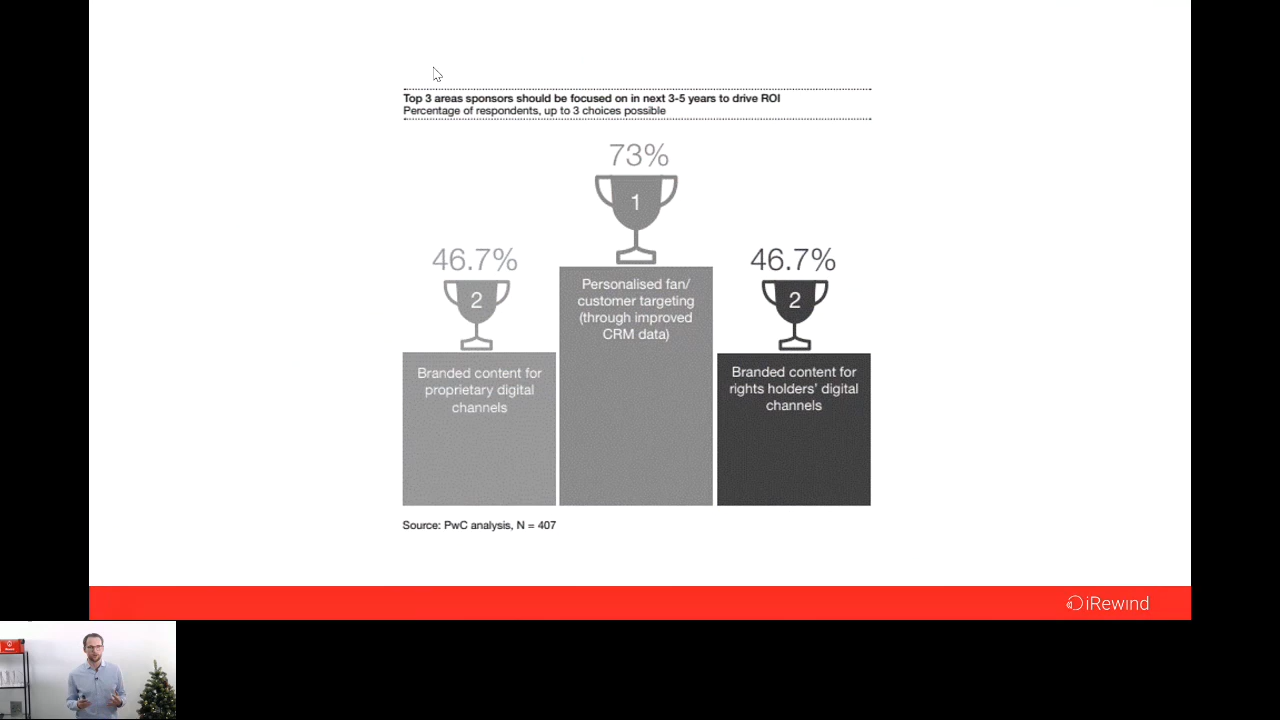 Top 3 areas sponsors should be focused on in next 3-5 years to drive ROI
Percentage of respondents, up to 3 choices possible
73%
1
46.7%
2
46.7%
2
Personalised fan/
customer targeting
(through improved
CRM data)
Branded content for
proprietary digital
channels
Branded content for
rights holders' digital
channels
Source: PwC analysis, N = 407
iRewind